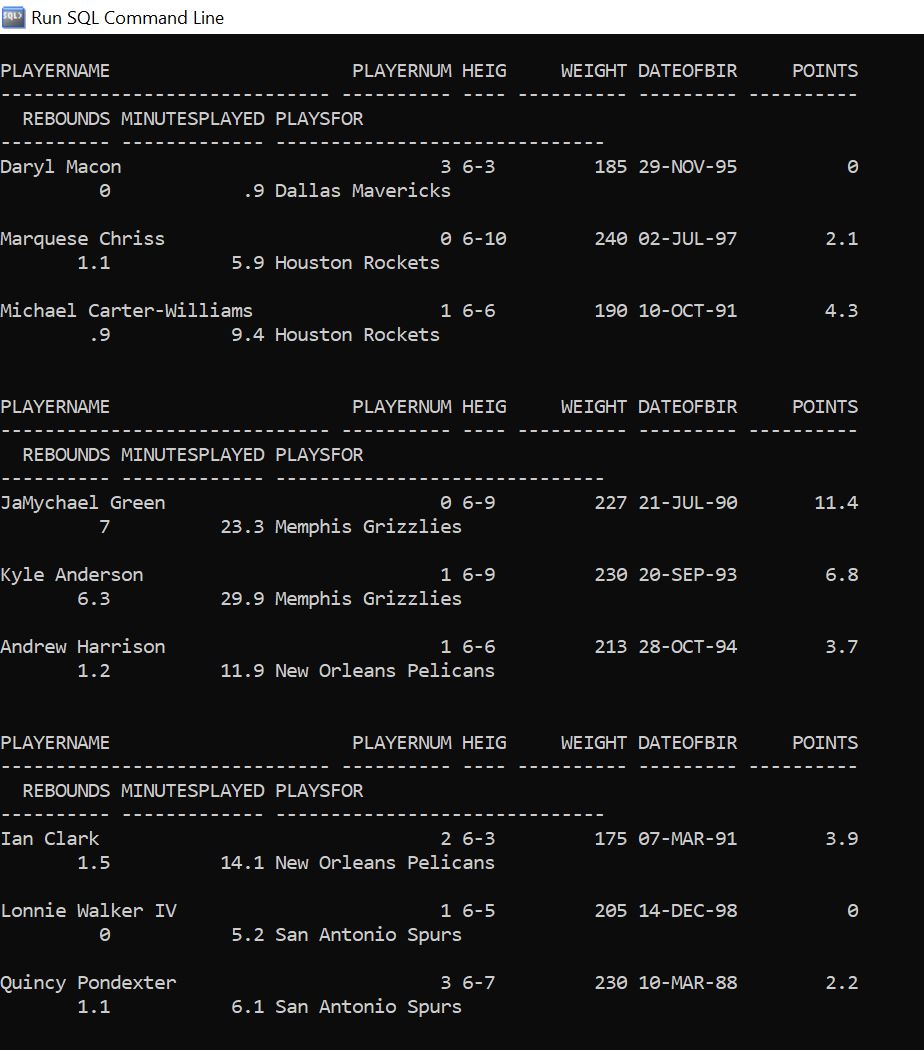 Run SQL Command Line
PLAYERNAME                      PLAYERNUM HEIG     WEIGHT DATEOFBIR     POINTS
------------------------------ ---------- ---- ---------- --------- ----------
  REBOUNDS MINUTESPLAYED PLAYSFOR
---------- ------------- ------------------------------
Daryl Macon                             3 6-3         185 29-NOV-95          0
         0            .9 Dallas Mavericks
Marquese Chriss                         0 6-10        240 02-JUL-97        2.1
       1.1           5.9 Houston Rockets
Michael Carter-Williams                 1 6-6         190 10-OCT-91        4.3
        .9           9.4 Houston Rockets
PLAYERNAME                      PLAYERNUM HEIG     WEIGHT DATEOFBIR     POINTS
------------------------------ ---------- ---- ---------- --------- ----------
  REBOUNDS MINUTESPLAYED PLAYSFOR
---------- ------------- ------------------------------
JaMychael Green                         0 6-9         227 21-JUL-90       11.4
         7          23.3 Memphis Grizzlies
Kyle Anderson                           1 6-9         230 20-SEP-93        6.8
       6.3          29.9 Memphis Grizzlies
Andrew Harrison                         1 6-6         213 28-OCT-94        3.7
       1.2          11.9 New Orleans Pelicans
PLAYERNAME                      PLAYERNUM HEIG     WEIGHT DATEOFBIR     POINTS
------------------------------ ---------- ---- ---------- --------- ----------
  REBOUNDS MINUTESPLAYED PLAYSFOR
---------- ------------- ------------------------------
Ian Clark                               2 6-3         175 07-MAR-91        3.9
       1.5          14.1 New Orleans Pelicans
Lonnie Walker IV                        1 6-5         205 14-DEC-98          0
         0           5.2 San Antonio Spurs
Quincy Pondexter                        3 6-7         230 10-MAR-88        2.2
       1.1           6.1 San Antonio Spurs